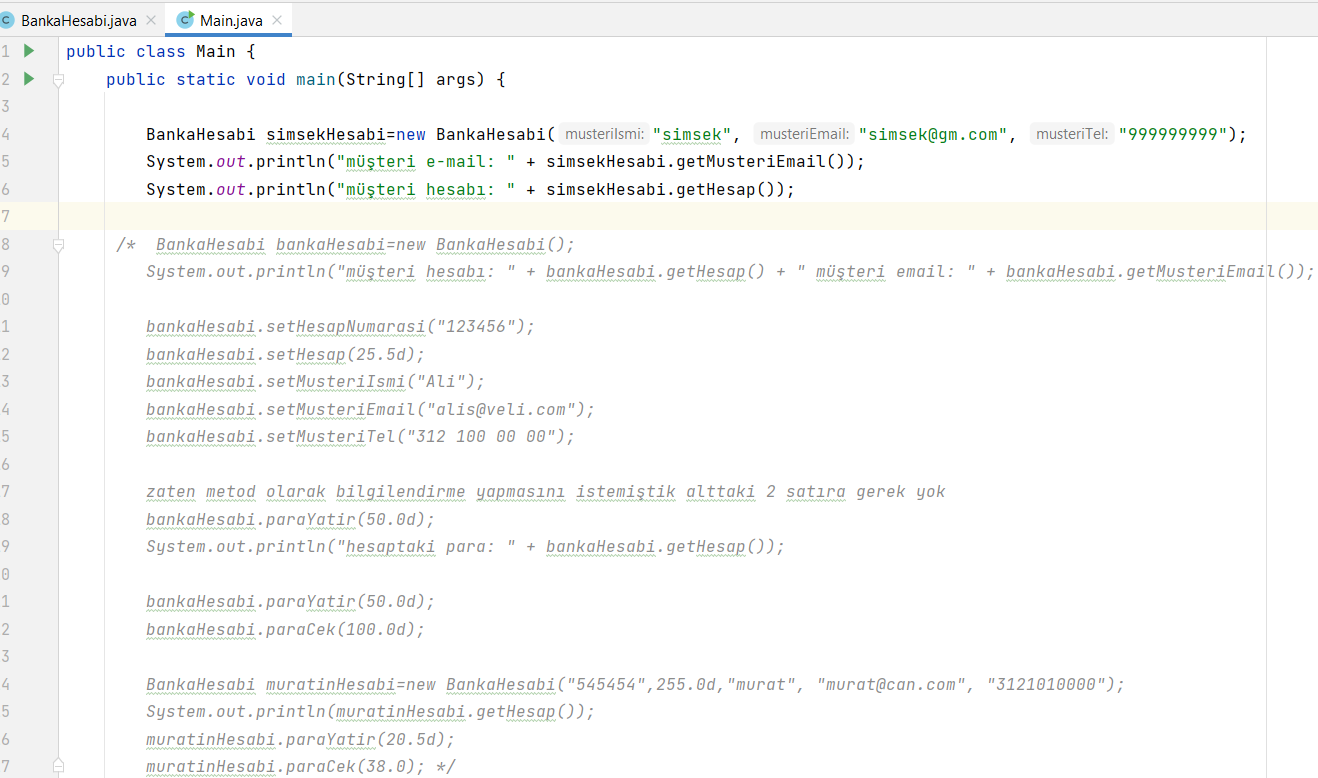 BankaHesabi.java Main.java
1 public class Main {
2 public static void main(String[] args) {
3
4 BankaHesabi simsekHesabi=new BankaHesabi( musteriIsmi: "simsek", musteriEmail: "simsek@gm.com", musteriTel: "999999999");
5 System.out.println("müşteri e-mail: " + simsekHesabi.getMusteriEmail());
6 System.out.println("müşteri hesabı: " + simsekHesabi.getHesap());
7
8 /* BankaHesabi bankaHesabi=new BankaHesabi();
9 System.out.println("müşteri hesabı: " + bankaHesabi.getHesap() + " müşteri email: " + bankaHesabi.getMusteriEmail());
0
1 bankaHesabi.setHesapNumarasi("123456");
2 bankaHesabi.setHesap(25.5d);
3 bankaHesabi.setMusteriIsmi("Ali");
4 bankaHesabi.setMusteriEmail("alis@veli.com");
5 bankaHesabi.setMusteriTel("312 100 00 00");
6
7 zaten metod olarak bilgilendirme yapmasını istemiştik alttaki 2 satıra gerek yok
8 bankaHesabi.paraYatir(50.0d);
9 System.out.println("hesaptaki para: " + bankaHesabi.getHesap());
0
1 bankaHesabi.paraYatir(50.0d);
2 bankaHesabi.paraCek(100.0d);
3
4 BankaHesabi muratinHesabi=new BankaHesabi("545454",255.0d,"murat", "murat@can.com", "3121010000");
5 System.out.println(muratinHesabi.getHesap());
6 muratinHesabi.paraYatir(20.5d);
7 muratinHesabi.paraCek(38.0); */